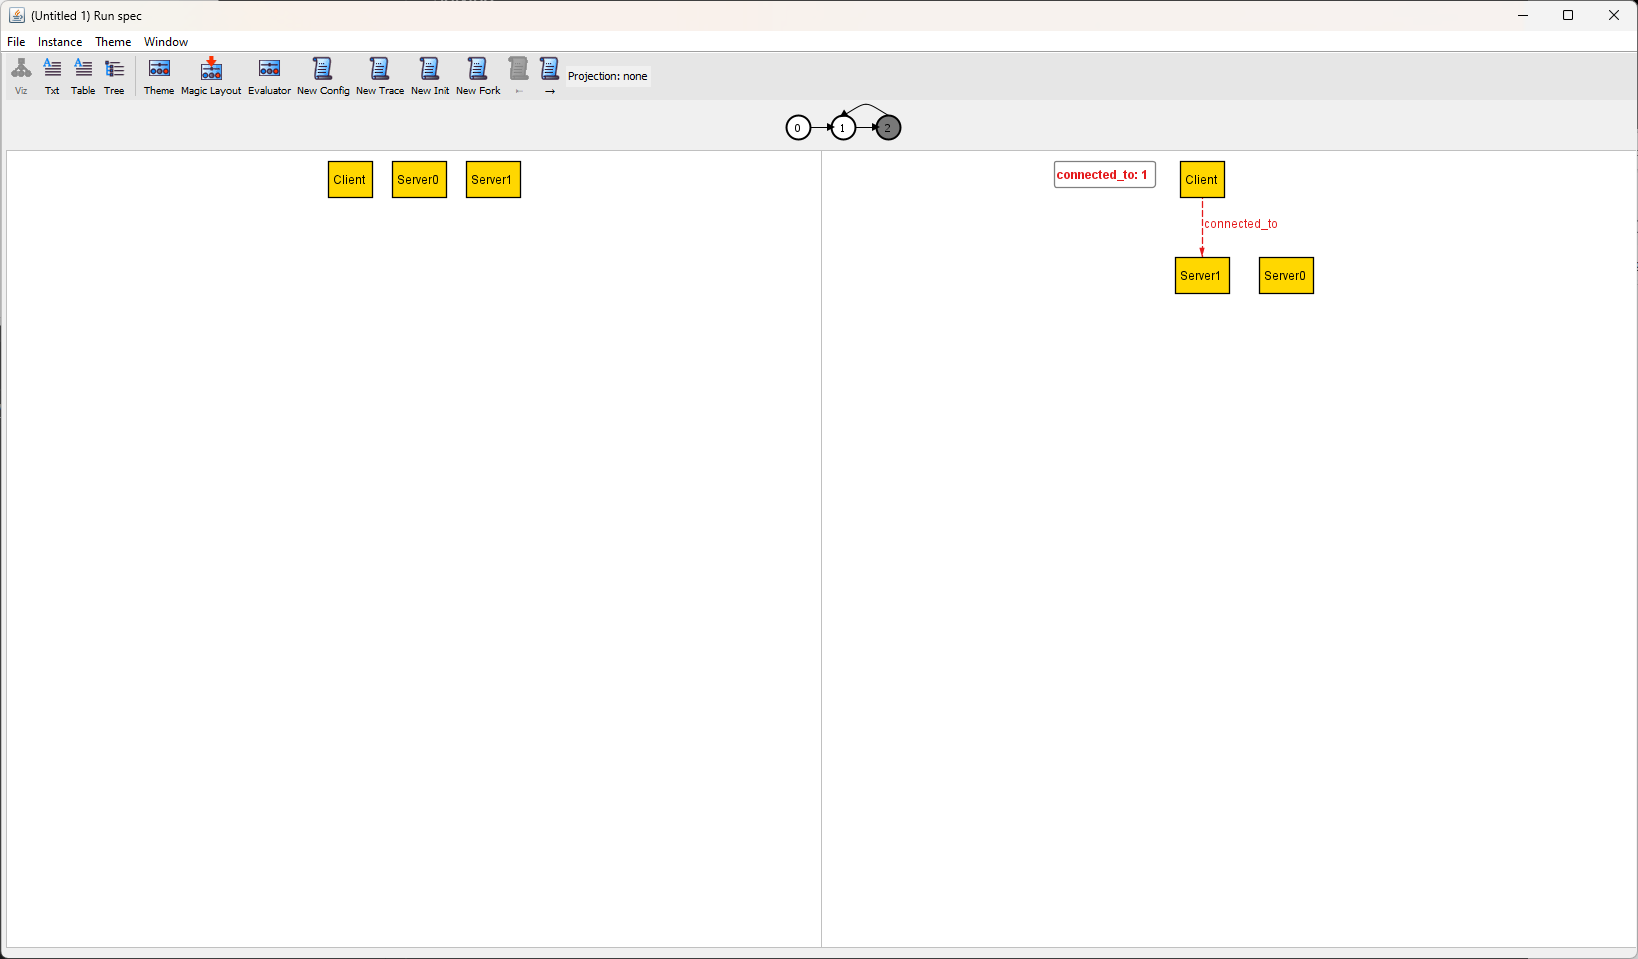 (Untitled 1) Run spec
File Instance Theme Window
Viz Txt Table Tree Theme Magic Layout Evaluator New Config New Trace New Init New Fork ← → Projection: none
0 1 2
Client Server0 Server1
connected_to: 1 Client
connected_to
Server1 Server0